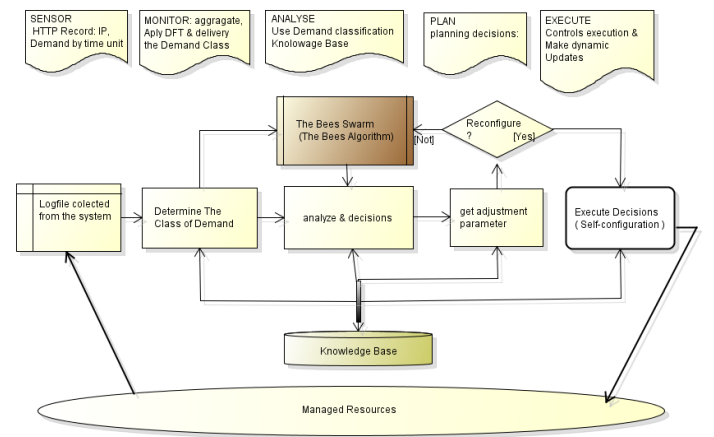 SENSOR
HTTP Record: IP,
Demand by time unit
MONITOR: aggragate,
Aply DFT & delivery
the Demand Class
ANALYSE
Use Demand classification
Knolowage Base
PLAN
planning decisions:
EXECUTE
Controls execution &
Make dynamic
Updates
The Bees Swarm
(The Bees Algorithm)
Reconfigure
?
[Not]
[Yes]
Logfile colected
from the system
Determine The
Class of Demand
analyze & decisions
get adjustment
parameter
Execute Decisions
( Self-configuration )
Knowledge Base
Managed Resources